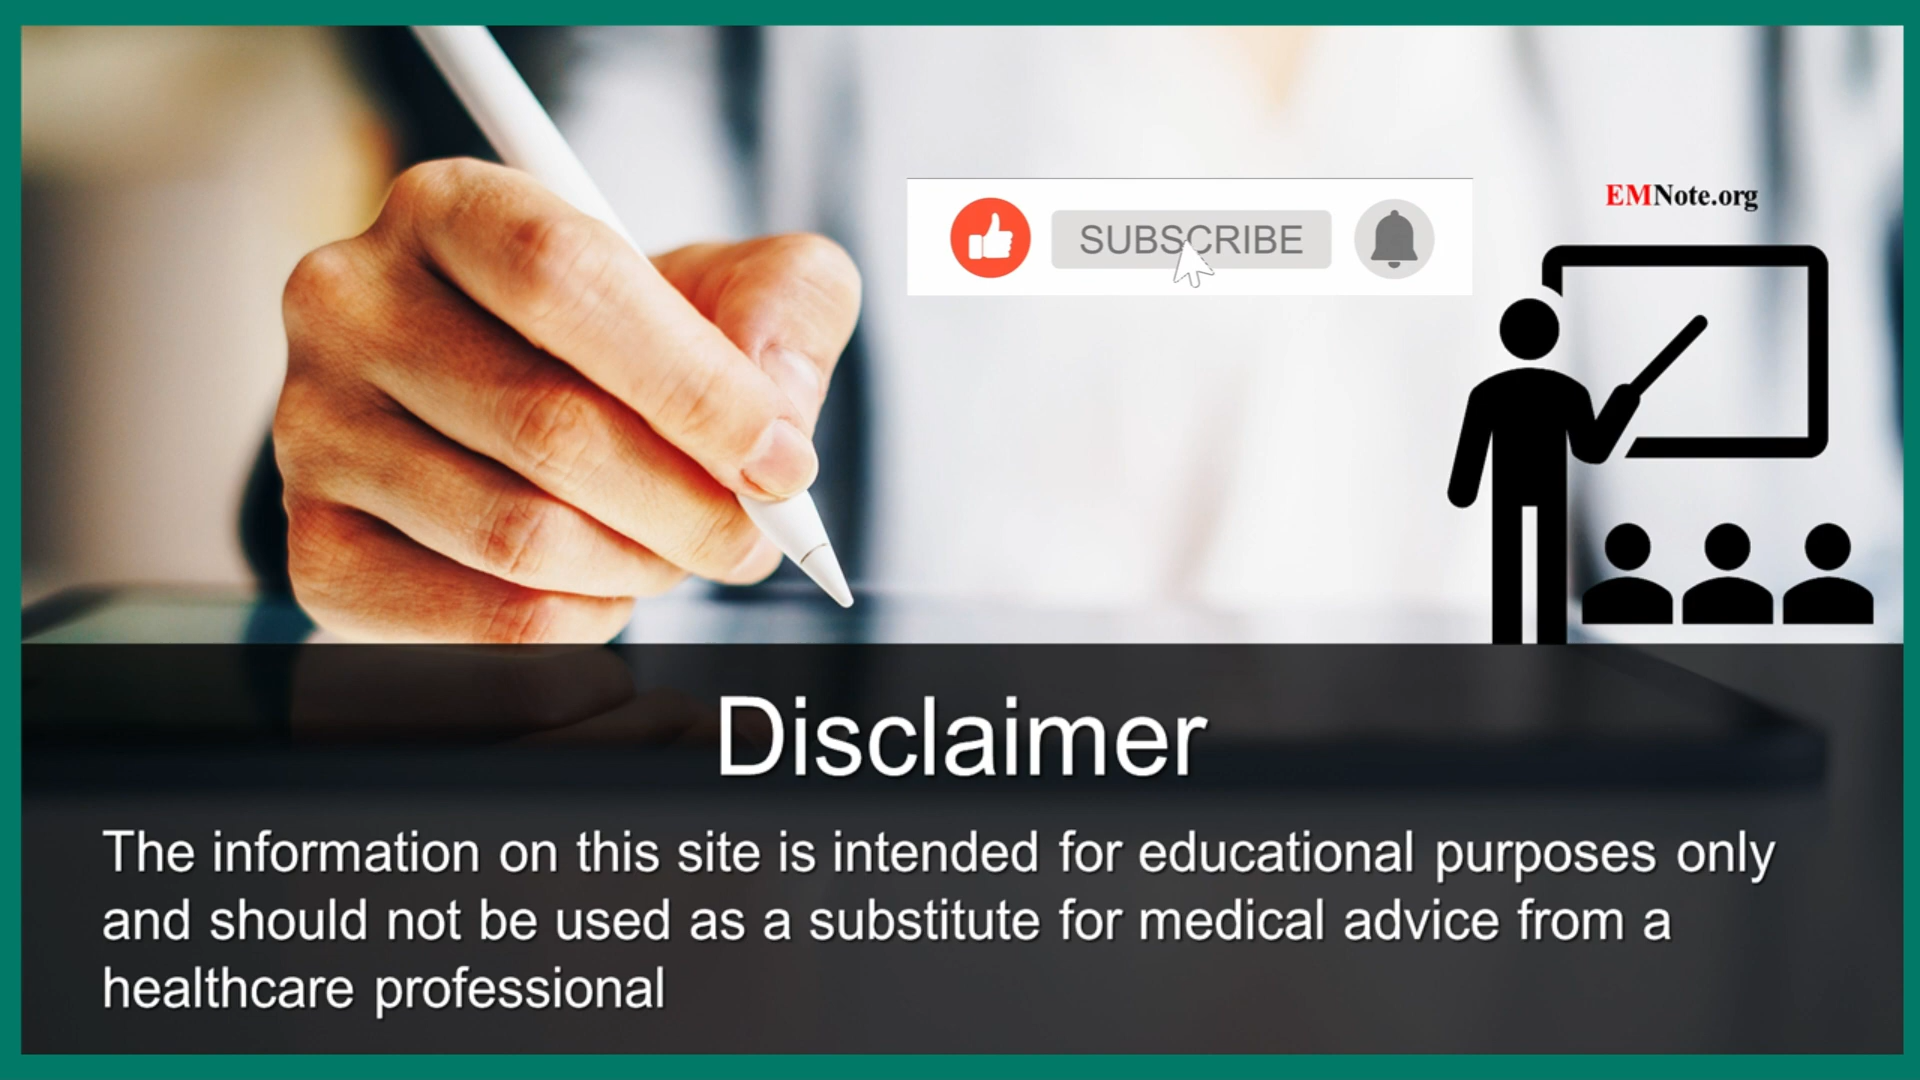 EMNote.org
SUBSCRIBE
Disclaimer
The information on this site is intended for educational purposes only
and should not be used as a substitute for medical advice from a
healthcare professional